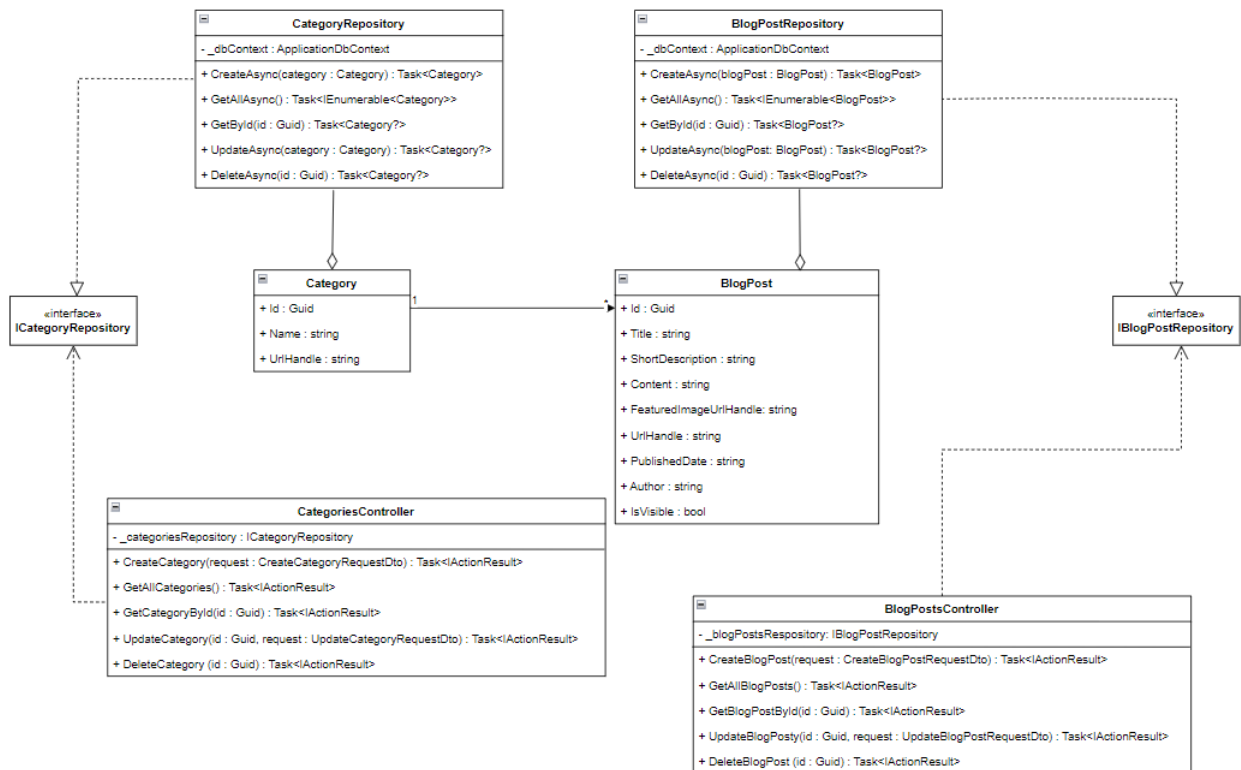 CategoryRepository
- _dbContext : ApplicationDbContext
+ CreateAsync(category : Category) : Task<Category>
+ GetAllAsync() : Task<IEnumerable<Category>>
+ GetById(id : Guid) : Task<Category?>
+ UpdateAsync(category : Category) : Task<Category?>
+ DeleteAsync(id : Guid) : Task<Category?>
BlogPostRepository
- _dbContext : ApplicationDbContext
+ CreateAsync(blogPost : BlogPost) : Task<BlogPost>
+ GetAllAsync() : Task<IEnumerable<BlogPost>>
+ GetById(id : Guid) : Task<BlogPost?>
+ UpdateAsync(blogPost: BlogPost) : Task<BlogPost?>
+ DeleteAsync(id : Guid) : Task<BlogPost?>
«interface»
ICategoryRepository
Category
+ Id : Guid
+ Name : string
+ UrlHandle : string
1
*
BlogPost
+ Id : Guid
+ Title : string
+ ShortDescription : string
+ Content : string
+ FeaturedImageUrlHandle: string
+ UrlHandle : string
+ PublishedDate : string
+ Author : string
+ IsVisible : bool
«interface»
IBlogPostRepository
CategoriesController
- _categoriesRepository : ICategoryRepository
+ CreateCategory(request : CreateCategoryRequestDto) : Task<IActionResult>
+ GetAllCategories() : Task<IActionResult>
+ GetCategoryById(id : Guid) : Task<IActionResult>
+ UpdateCategory(id : Guid, request : UpdateCategoryRequestDto) : Task<IActionResult>
+ DeleteCategory (id : Guid) : Task<IActionResult>
BlogPostsController
- _blogPostsRespository: IBlogPostRepository
+ CreateBlogPost(request : CreateBlogPostRequestDto) : Task<IActionResult>
+ GetAllBlogPosts() : Task<IActionResult>
+ GetBlogPostById(id : Guid) : Task<IActionResult>
+ UpdateBlogPosty(id : Guid, request : UpdateBlogPostRequestDto) : Task<IActionResult>
+ DeleteBlogPost (id : Guid) : Task<IActionResult>